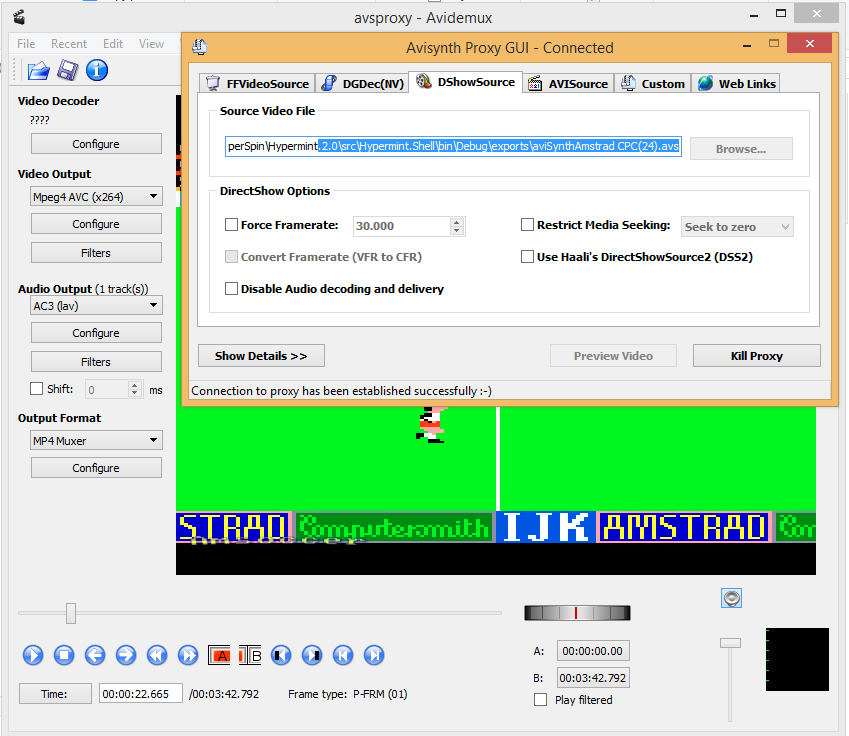 avsproxy - Avidemux
File Recent Edit View
Avisynth Proxy GUI - Connected
FFVideoSource DGDec(NV) DShowSource AVISource Custom Web Links
Source Video File
perSpin\Hypermint.2.0\src\Hypermint.Shell\bin\Debug\exports\aviSynthAmstrad CPC(24).avs Browse...
DirectShow Options
Force Framerate: 30.000 Restrict Media Seeking: Seek to zero
Convert Framerate (VFR to CFR) Use Haali's DirectShowSource2 (DSS2)
Disable Audio decoding and delivery
Show Details >> Preview Video Kill Proxy
Connection to proxy has been established successfully :-)
Video Decoder
????
Configure
Video Output
Mpeg4 AVC (x264)
Configure
Filters
Audio Output (1 track(s))
AC3 (lav)
Configure
Filters
Shift: 0 ms
Output Format
MP4 Muxer
Configure
STRAD Computersmith IJK AMSTRAD Com
Amsoccer
A B
A: 00:00:00.00
B: 00:03:42.792
Time: 00:00:22.665 /00:03:42.792 Frame type: P-FRM (01)
Play filtered